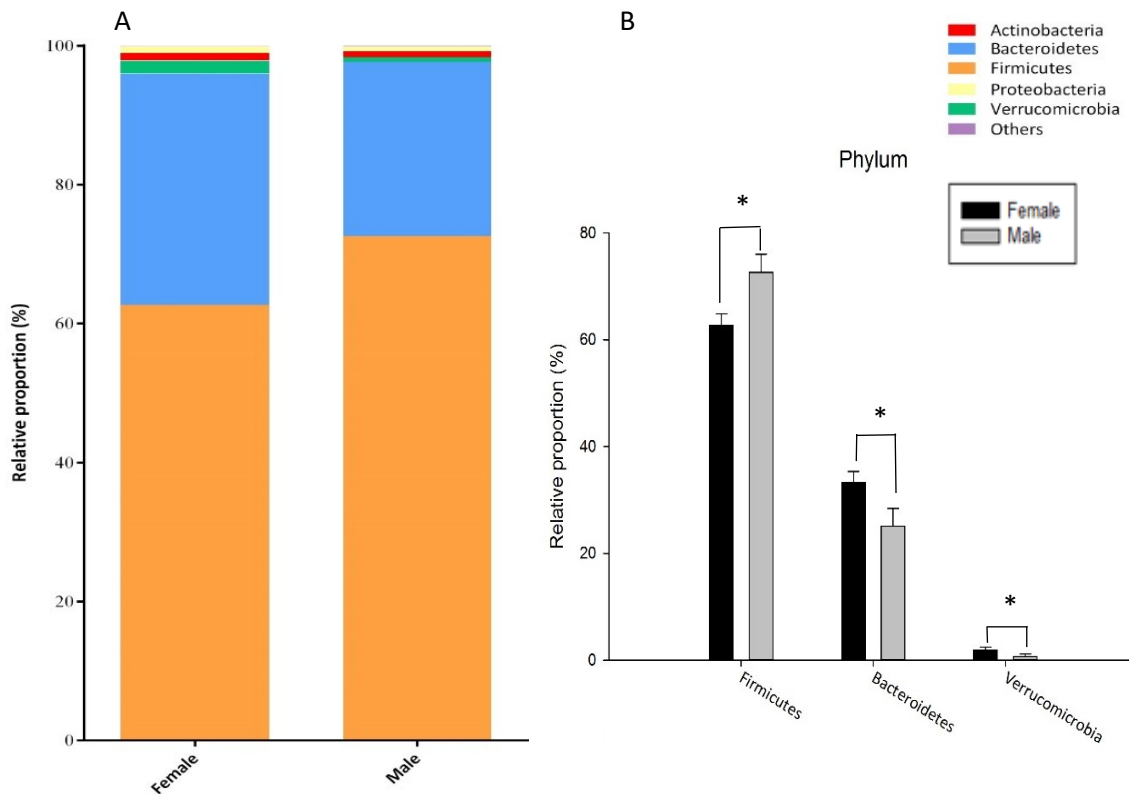 A
100
80
60
40
20
0
Relative proportion (%)
Female
Male
B
Actinobacteria
Bacteroidetes
Firmicutes
Proteobacteria
Verrucomicrobia
Others
Phylum
Female
Male
80
60
40
20
0
Relative proportion (%)
*
*
*
Firmicutes
Bacteroidetes
Verrucomicrobia